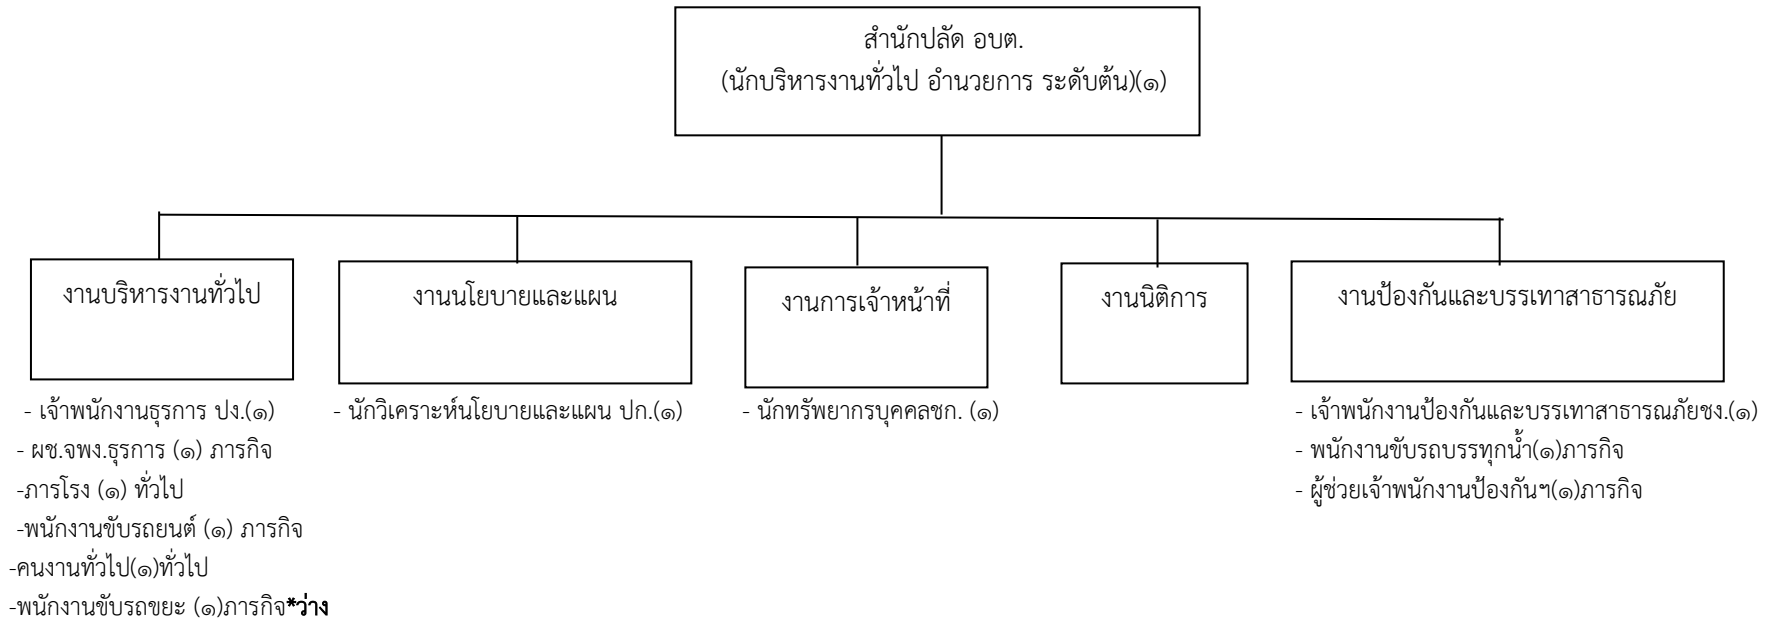 สำนักปลัด อบต.
(นักบริหารงานทั่วไป อำนวยการ ระดับต้น)(๑)
งานบริหารงานทั่วไป
- เจ้าพนักงานธุรการ ปง.(๑)
- ผช.จพง.ธุรการ (๑) ภารกิจ
-ภารโรง (๑) ทั่วไป
-พนักงานขับรถยนต์ (๑) ภารกิจ
-คนงานทั่วไป(๑)ทั่วไป
-พนักงานขับรถขยะ (๑)ภารกิจ*ว่าง
งานนโยบายและแผน
- นักวิเคราะห์นโยบายและแผน ปก.(๑)
งานการเจ้าหน้าที่
- นักทรัพยากรบุคคลชก. (๑)
งานนิติการ
งานป้องกันและบรรเทาสาธารณภัย
- เจ้าพนักงานป้องกันและบรรเทาสาธารณภัยชง.(๑)
- พนักงานขับรถบรรทุกน้ำ(๑)ภารกิจ
- ผู้ช่วยเจ้าพนักงานป้องกันฯ(๑)ภารกิจ